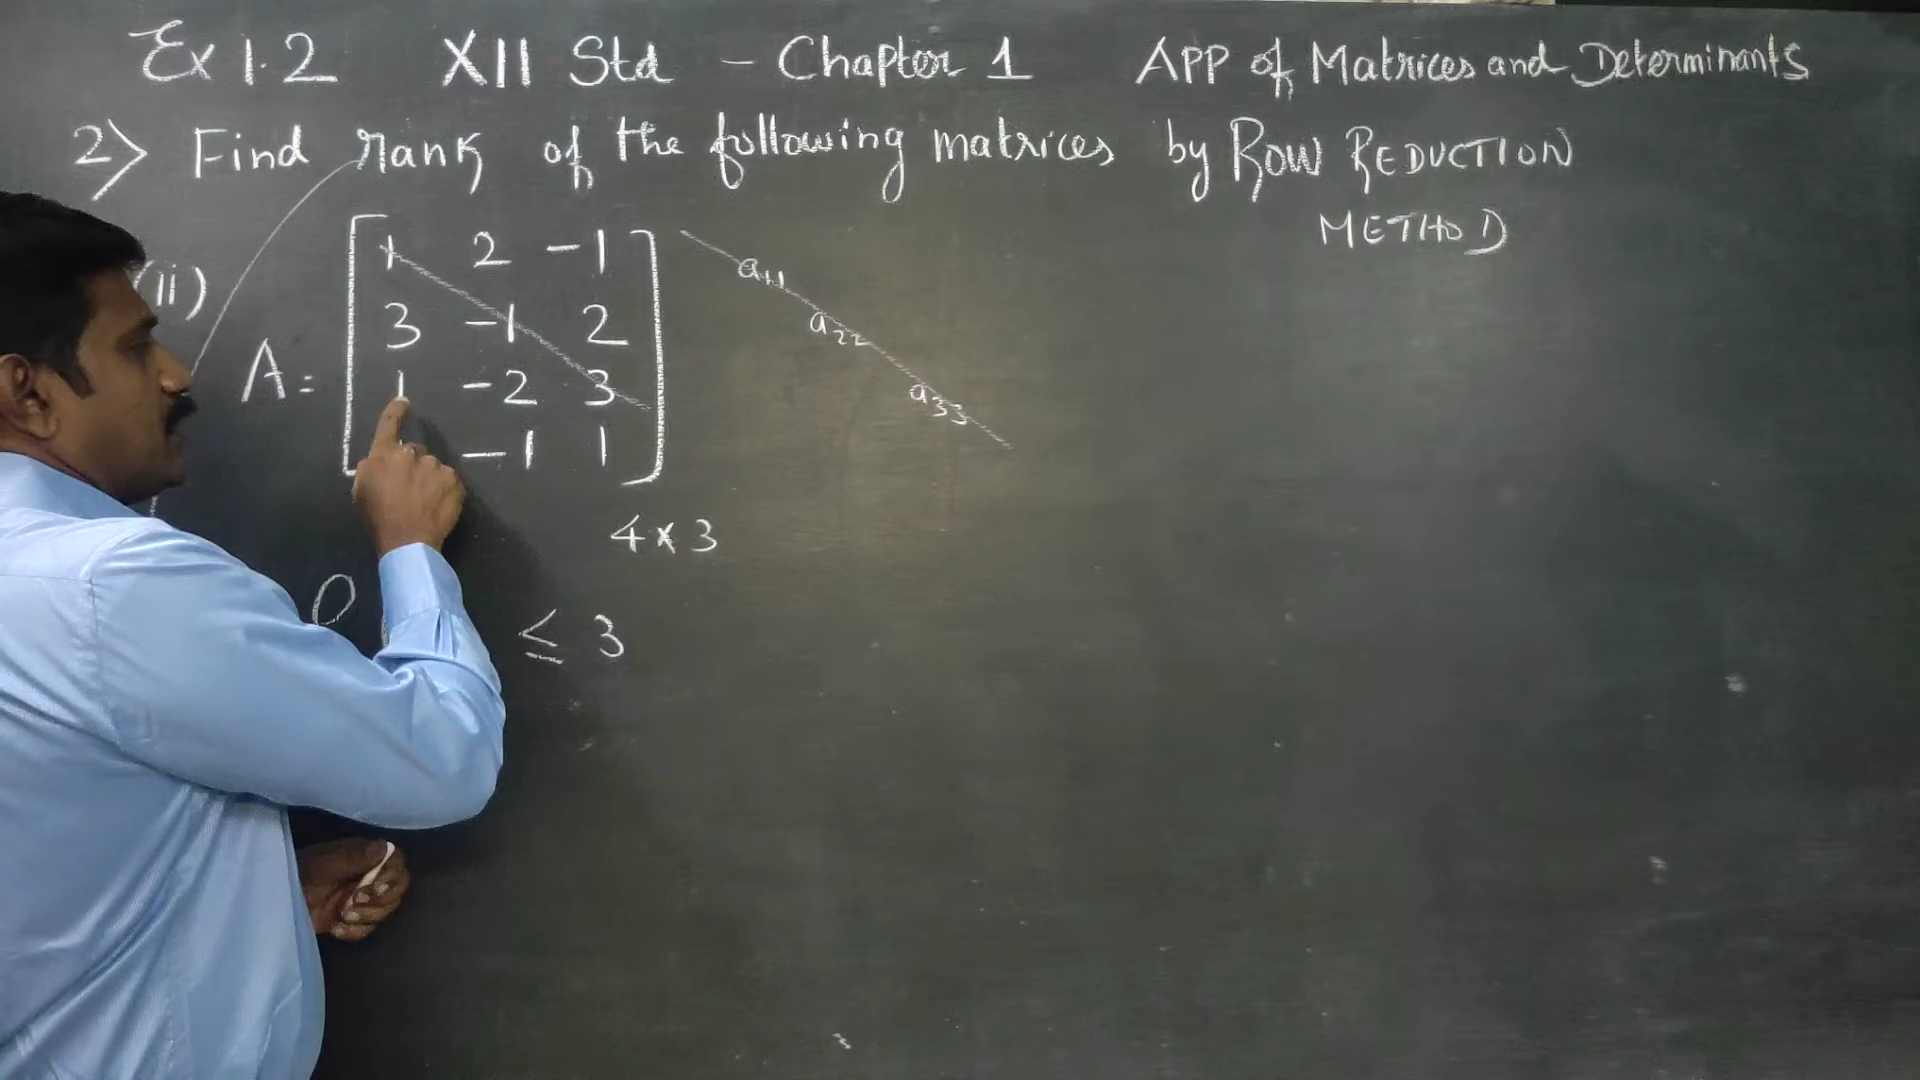 Ex 1.2 XII Std - Chapter 1 APP of Matrices and Determinants
2> Find rank of the following matrices by ROW REDUCTION
METHOD
(ii)
A =
1 2 -1
3 -1 2
1 -2 3
-1 1
a11
a22
a33
4 × 3
≤ 3